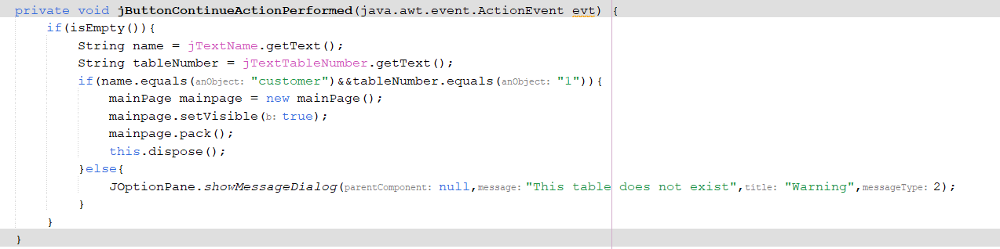 private void jButtonContinueActionPerformed(java.awt.event.ActionEvent evt) {
    if(isEmpty()){
        String name = jTextName.getText();
        String tableNumber = jTextTableNumber.getText();
        if(name.equals(anObject: "customer")&&tableNumber.equals(anObject: "1")){
            mainPage mainpage = new mainPage();
            mainpage.setVisible(b: true);
            mainpage.pack();
            this.dispose();
        }else{
            JOptionPane.showMessageDialog(parentComponent: null,message: "This table does not exist",title: "Warning",messageType: 2);
        }
    }
}